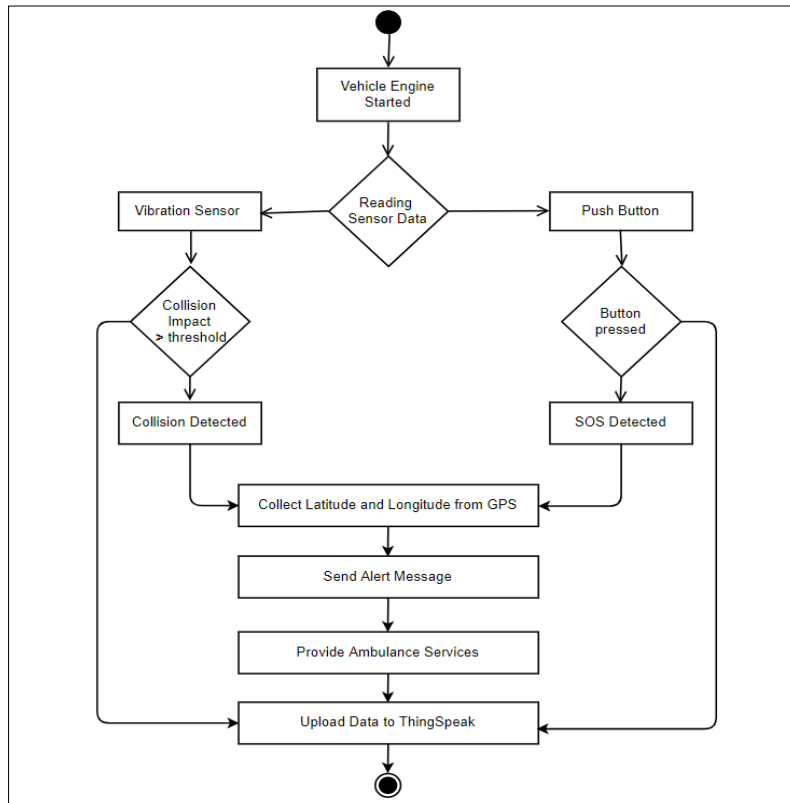 Vehicle Engine
Started
Reading
Sensor Data
Vibration Sensor
Push Button
Collision
Impact
> threshold
Button
pressed
Collision Detected
SOS Detected
Collect Latitude and Longitude from GPS
Send Alert Message
Provide Ambulance Services
Upload Data to ThingSpeak